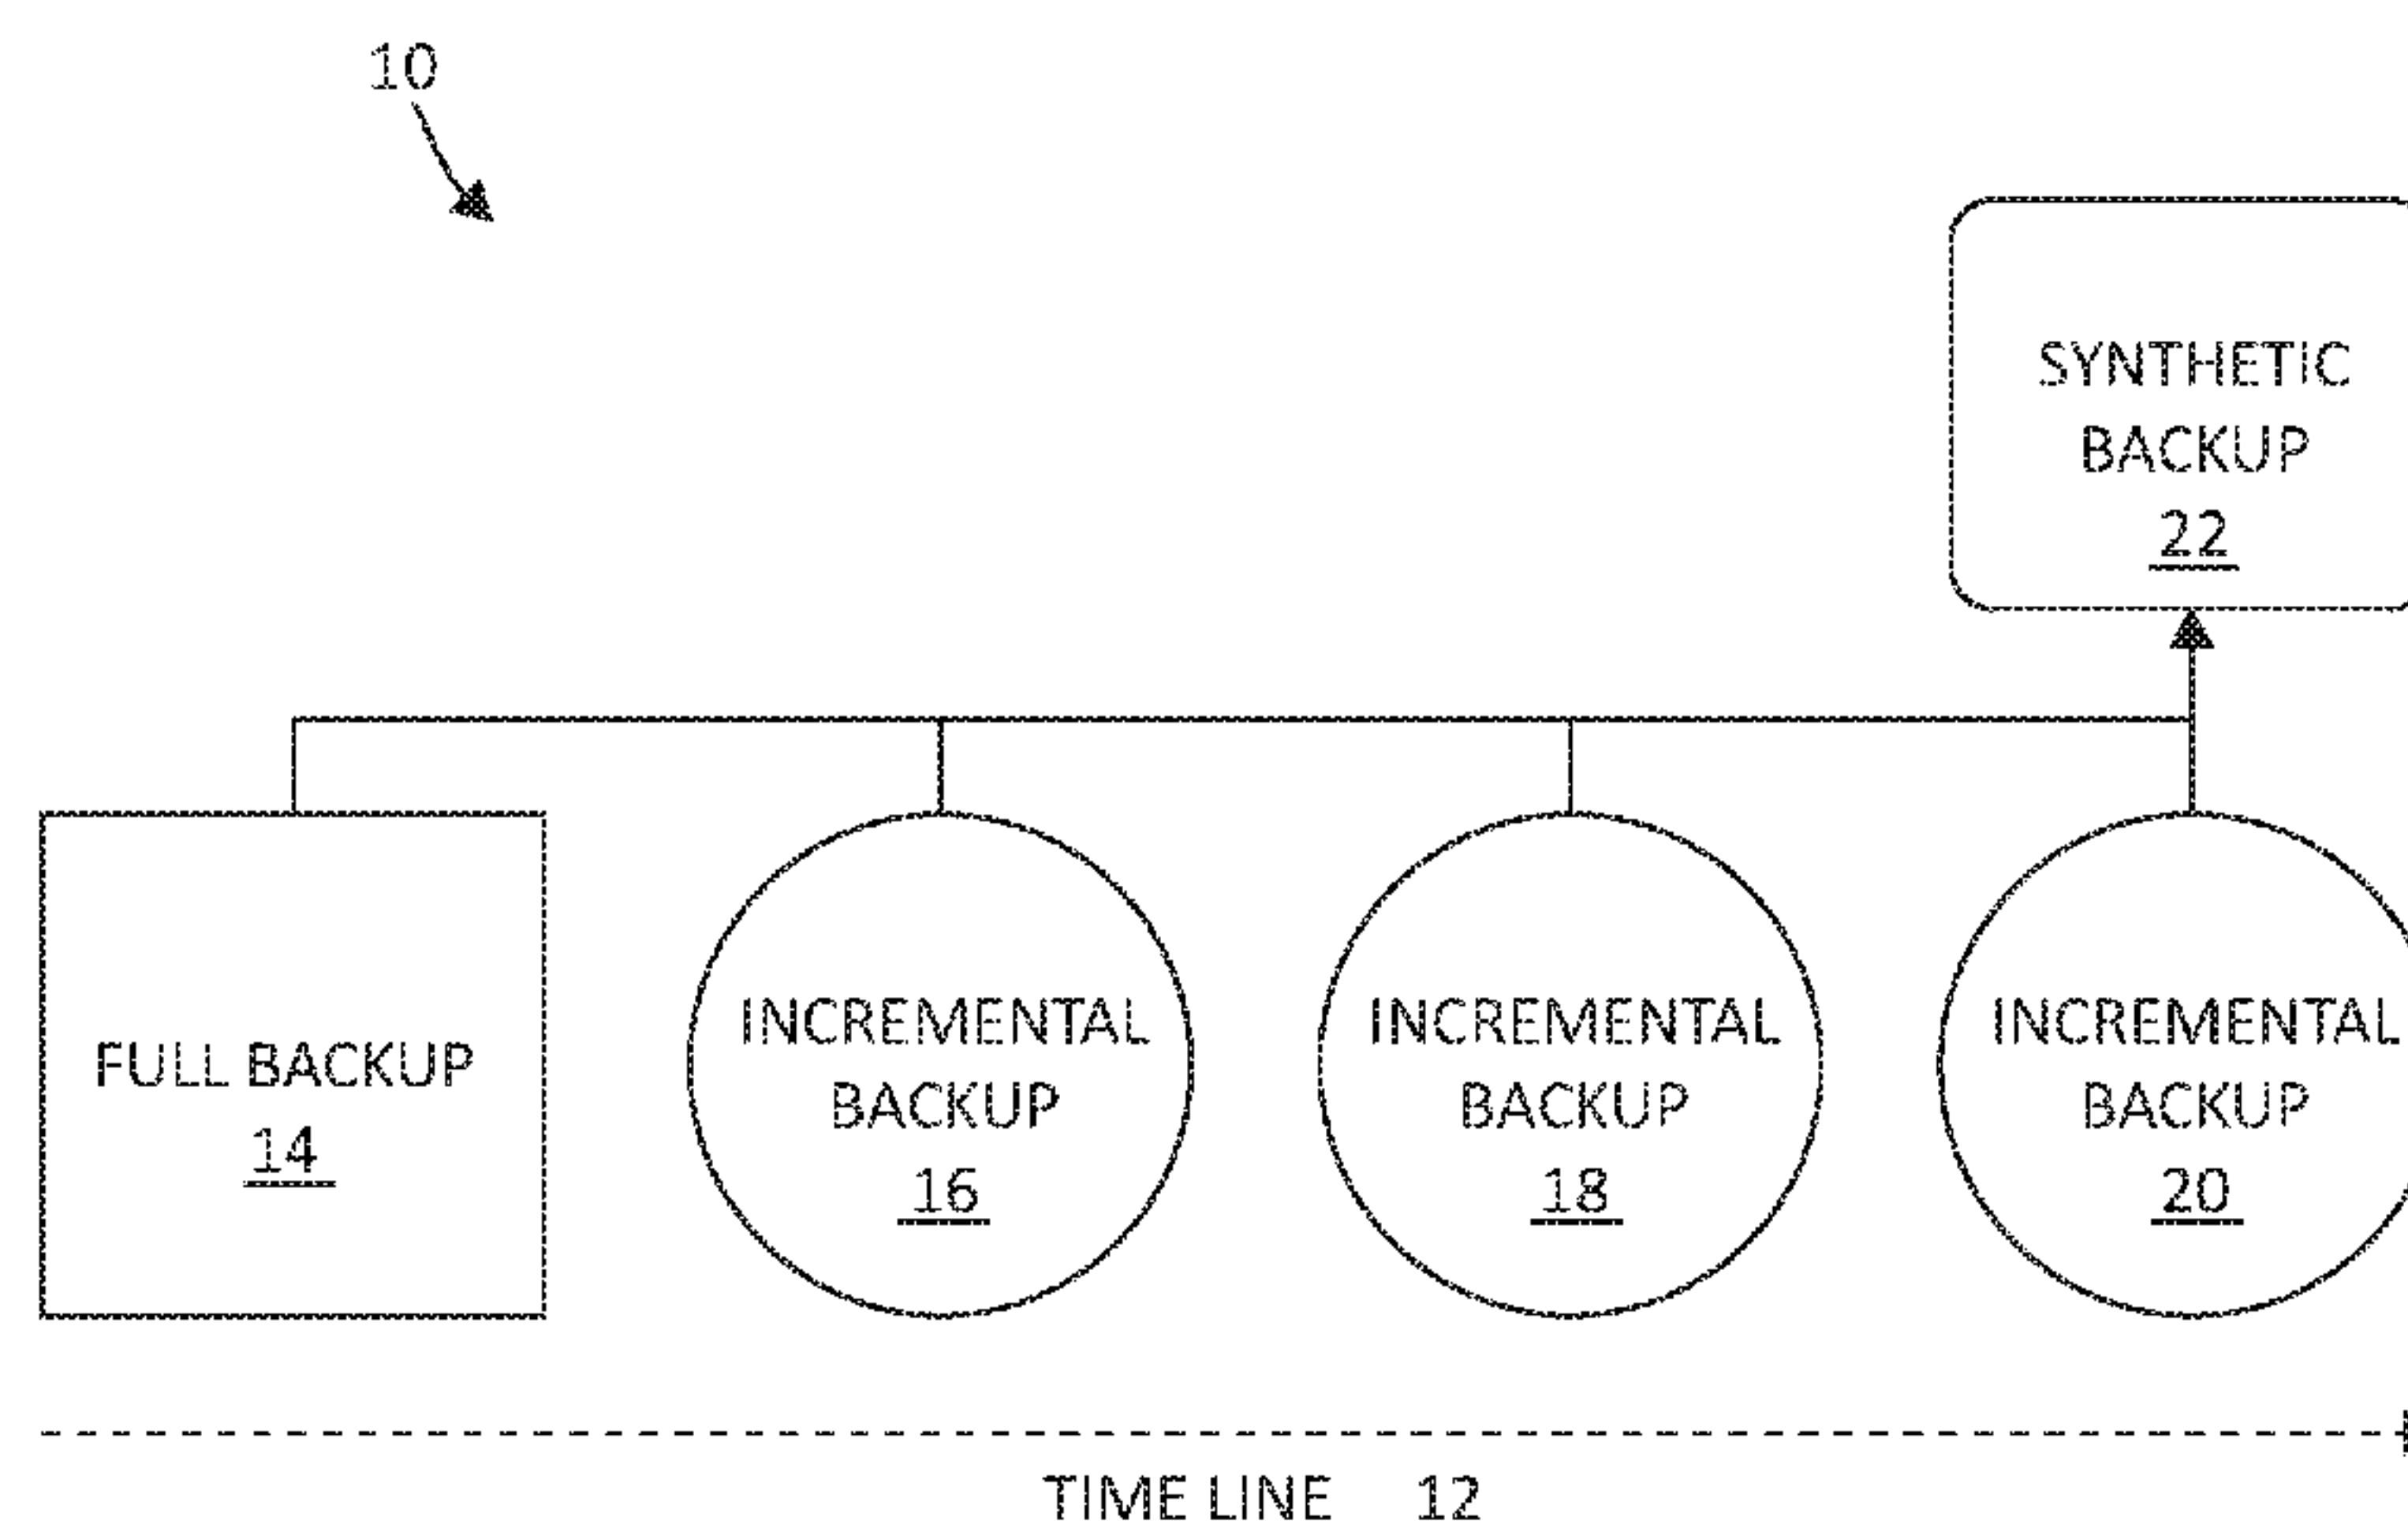 10
SYNTHETIC
BACKUP
22
FULL BACKUP
14
INCREMENTAL
BACKUP
16
INCREMENTAL
BACKUP
18
INCREMENTAL
BACKUP
20
TIME LINE 12